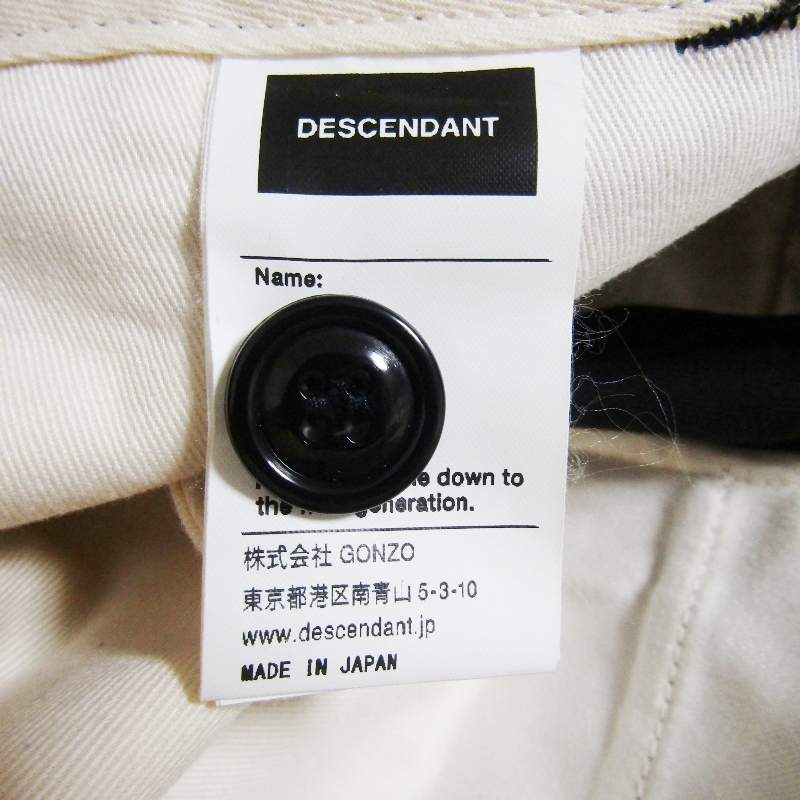 DESCENDANT
Name:
down to
the generation.
株式会社 GONZO
東京都港区南青山 5-3-10
www.descendant.jp
MADE IN JAPAN